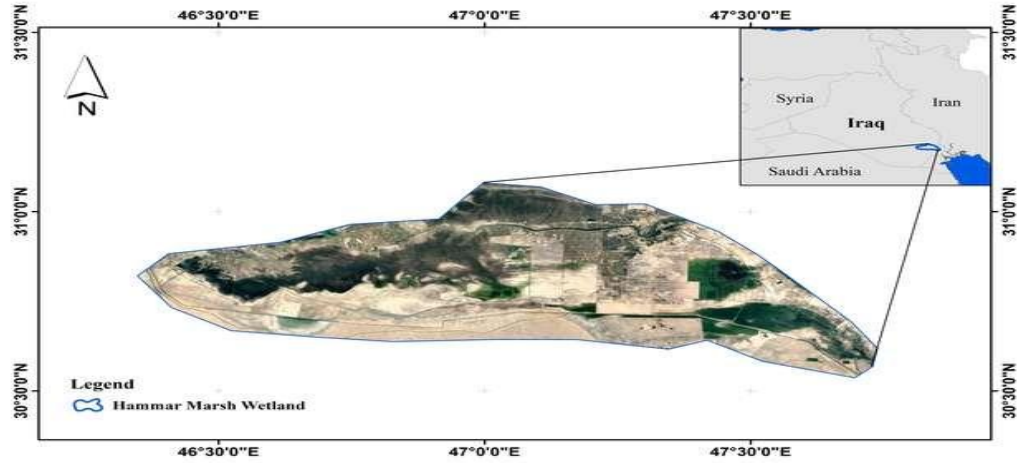 46°30'0"E 47°0'0"E 47°30'0"E
31°30'0"N 31°30'0"N
N
Syria
Iran
Iraq
Saudi Arabia
31°0'0"N 31°0'0"N
30°30'0"N 30°30'0"N
Legend
Hammar Marsh Wetland
46°30'0"E 47°0'0"E 47°30'0"E